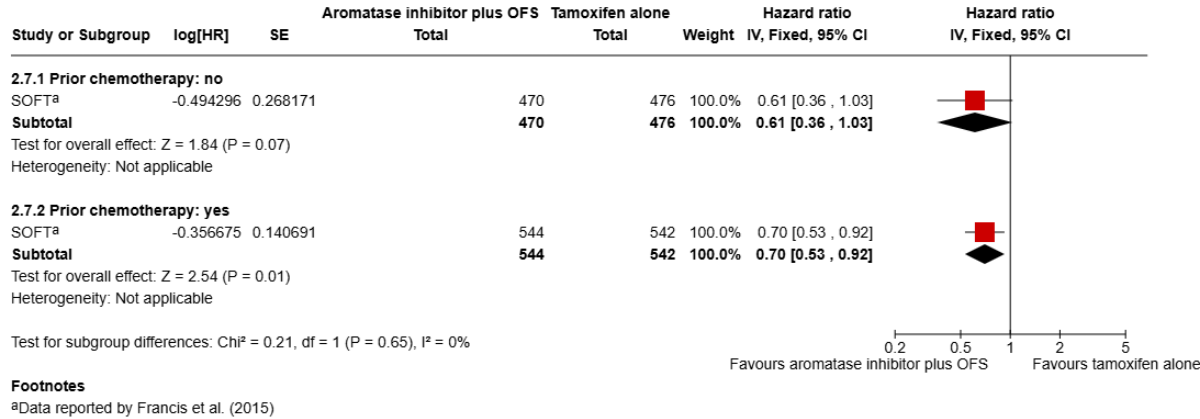 Aromatase inhibitor plus OFS Tamoxifen alone Hazard ratio Hazard ratio
Study or Subgroup log[HR] SE Total Total Weight IV, Fixed, 95% CI IV, Fixed, 95% CI
2.7.1 Prior chemotherapy: no
SOFTa -0.494296 0.268171 470 476 100.0% 0.61 [0.36 , 1.03]
Subtotal 470 476 100.0% 0.61 [0.36 , 1.03]
Test for overall effect: Z = 1.84 (P = 0.07)
Heterogeneity: Not applicable
2.7.2 Prior chemotherapy: yes
SOFTa -0.356675 0.140691 544 542 100.0% 0.70 [0.53 , 0.92]
Subtotal 544 542 100.0% 0.70 [0.53 , 0.92]
Test for overall effect: Z = 2.54 (P = 0.01)
Heterogeneity: Not applicable
Test for subgroup differences: Chi² = 0.21, df = 1 (P = 0.65), I² = 0%
0.2 0.5 1 2 5
Favours aromatase inhibitor plus OFS Favours tamoxifen alone
Footnotes
aData reported by Francis et al. (2015)